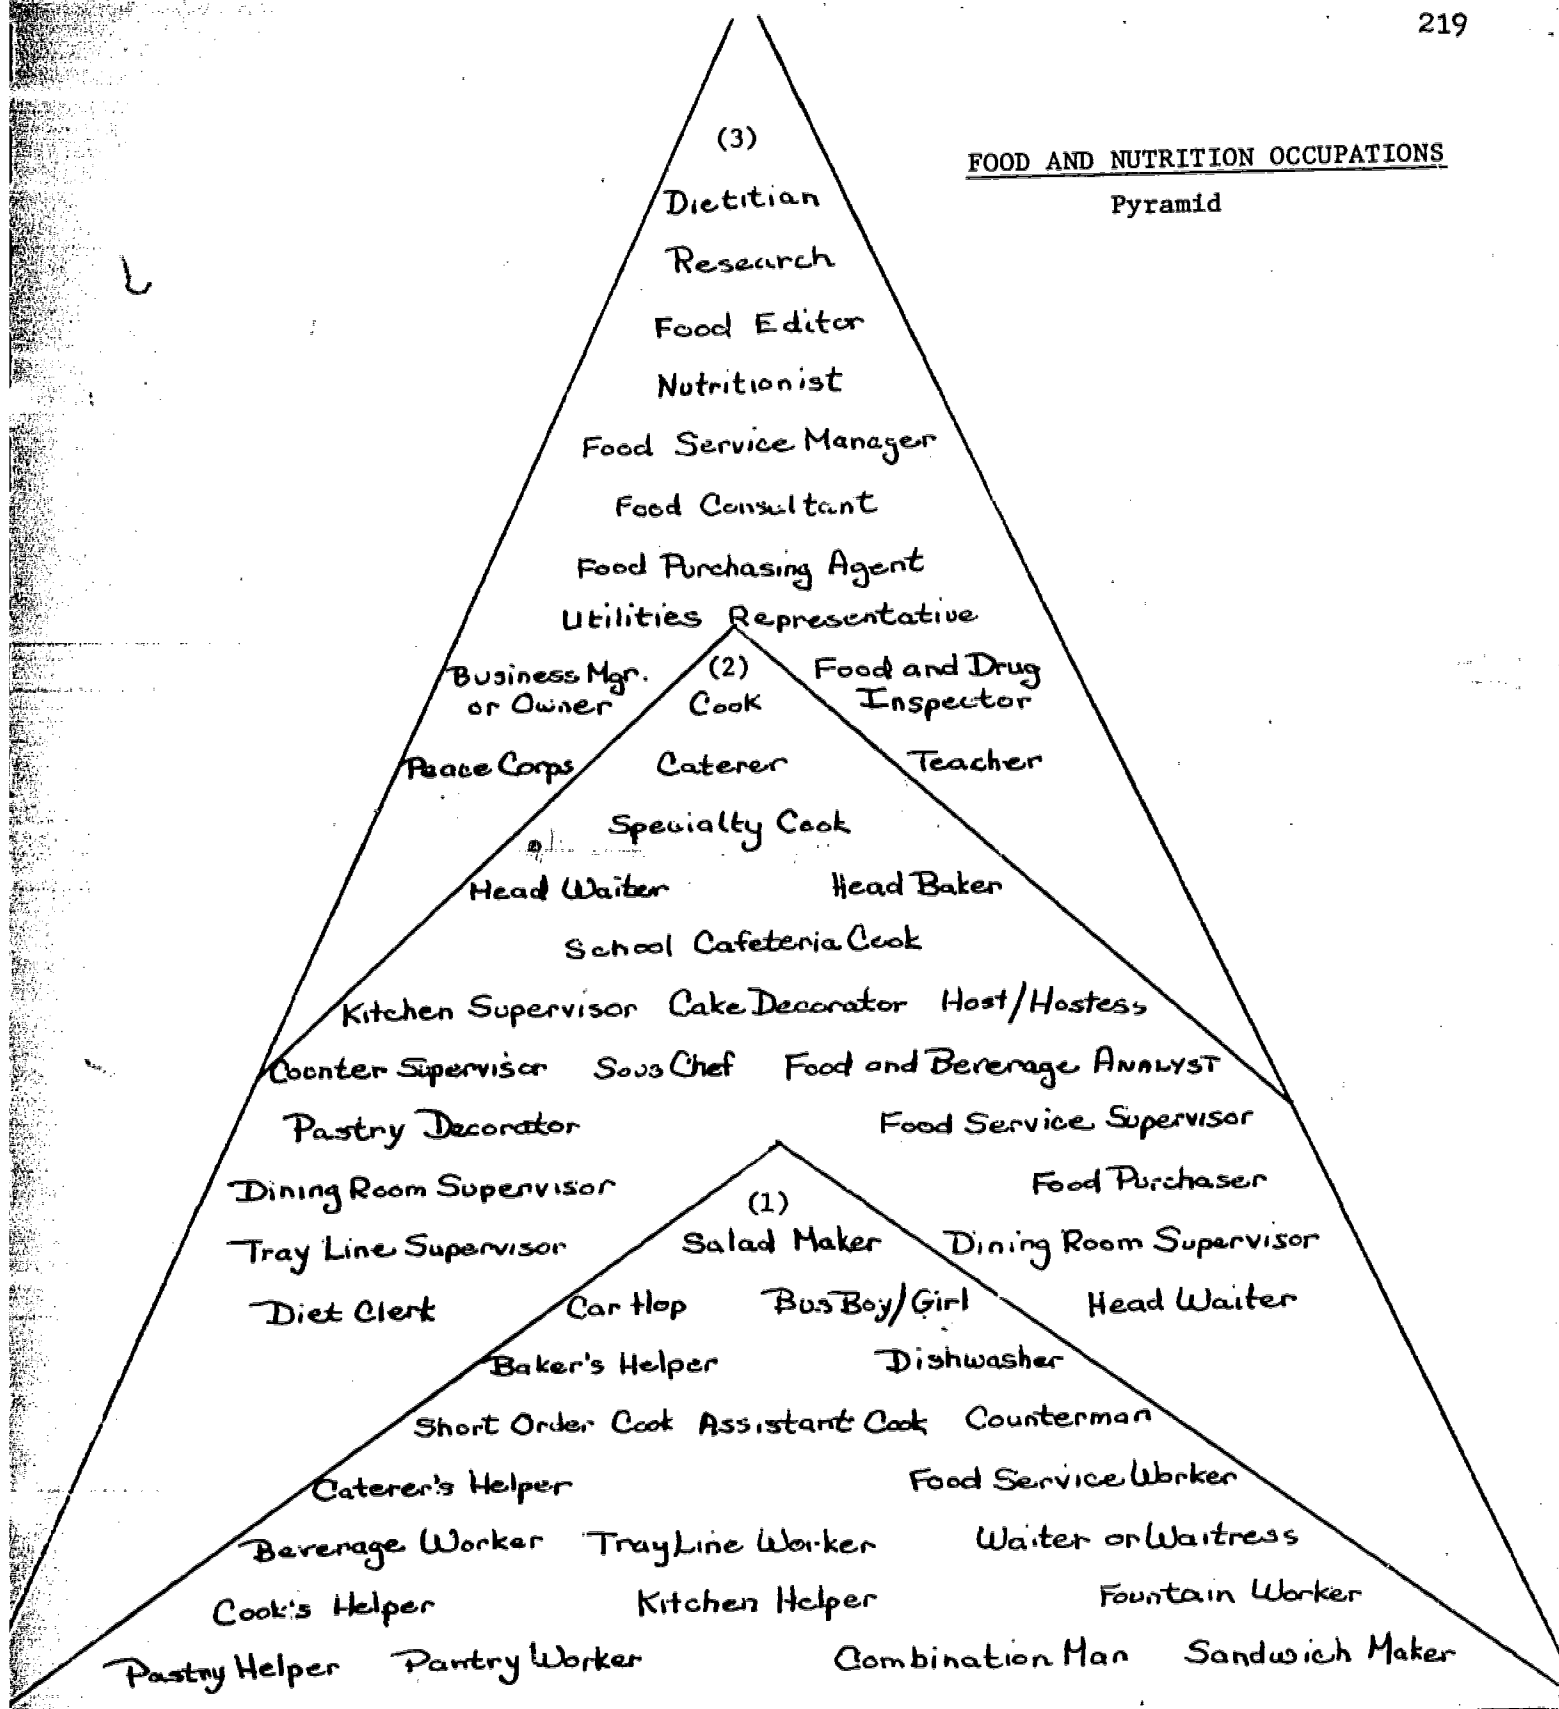 219
FOOD AND NUTRITION OCCUPATIONS
Pyramid
(3)
Dietitian
Research
Food Editor
Nutritionist
Food Service Manager
Food Consultant
Food Purchasing Agent
Utilities Representative
Business Mgr.
or Owner
(2)
Food and Drug
Inspector
Cook
Peace Corps
Caterer
Teacher
Specialty Cook
Head Waiter Head Baker
School Cafeteria Cook
Kitchen Supervisor Cake Decorator Host/Hostess
Counter Supervisor Sous Chef Food and Beverage ANALYST
Pastry Decorator Food Service Supervisor
Dining Room Supervisor Food Purchaser
(1)
Tray Line Supervisor Salad Maker Dining Room Supervisor
Diet Clerk Car Hop Bus Boy/Girl Head Waiter
Baker's Helper Dishwasher
Short Order Cook Assistant Cook Counterman
Caterer's Helper Food Service Worker
Beverage Worker Tray Line Worker Waiter or Waitress
Cook's Helper Kitchen Helper Fountain Worker
Pastry Helper Pantry Worker Combination Man Sandwich Maker